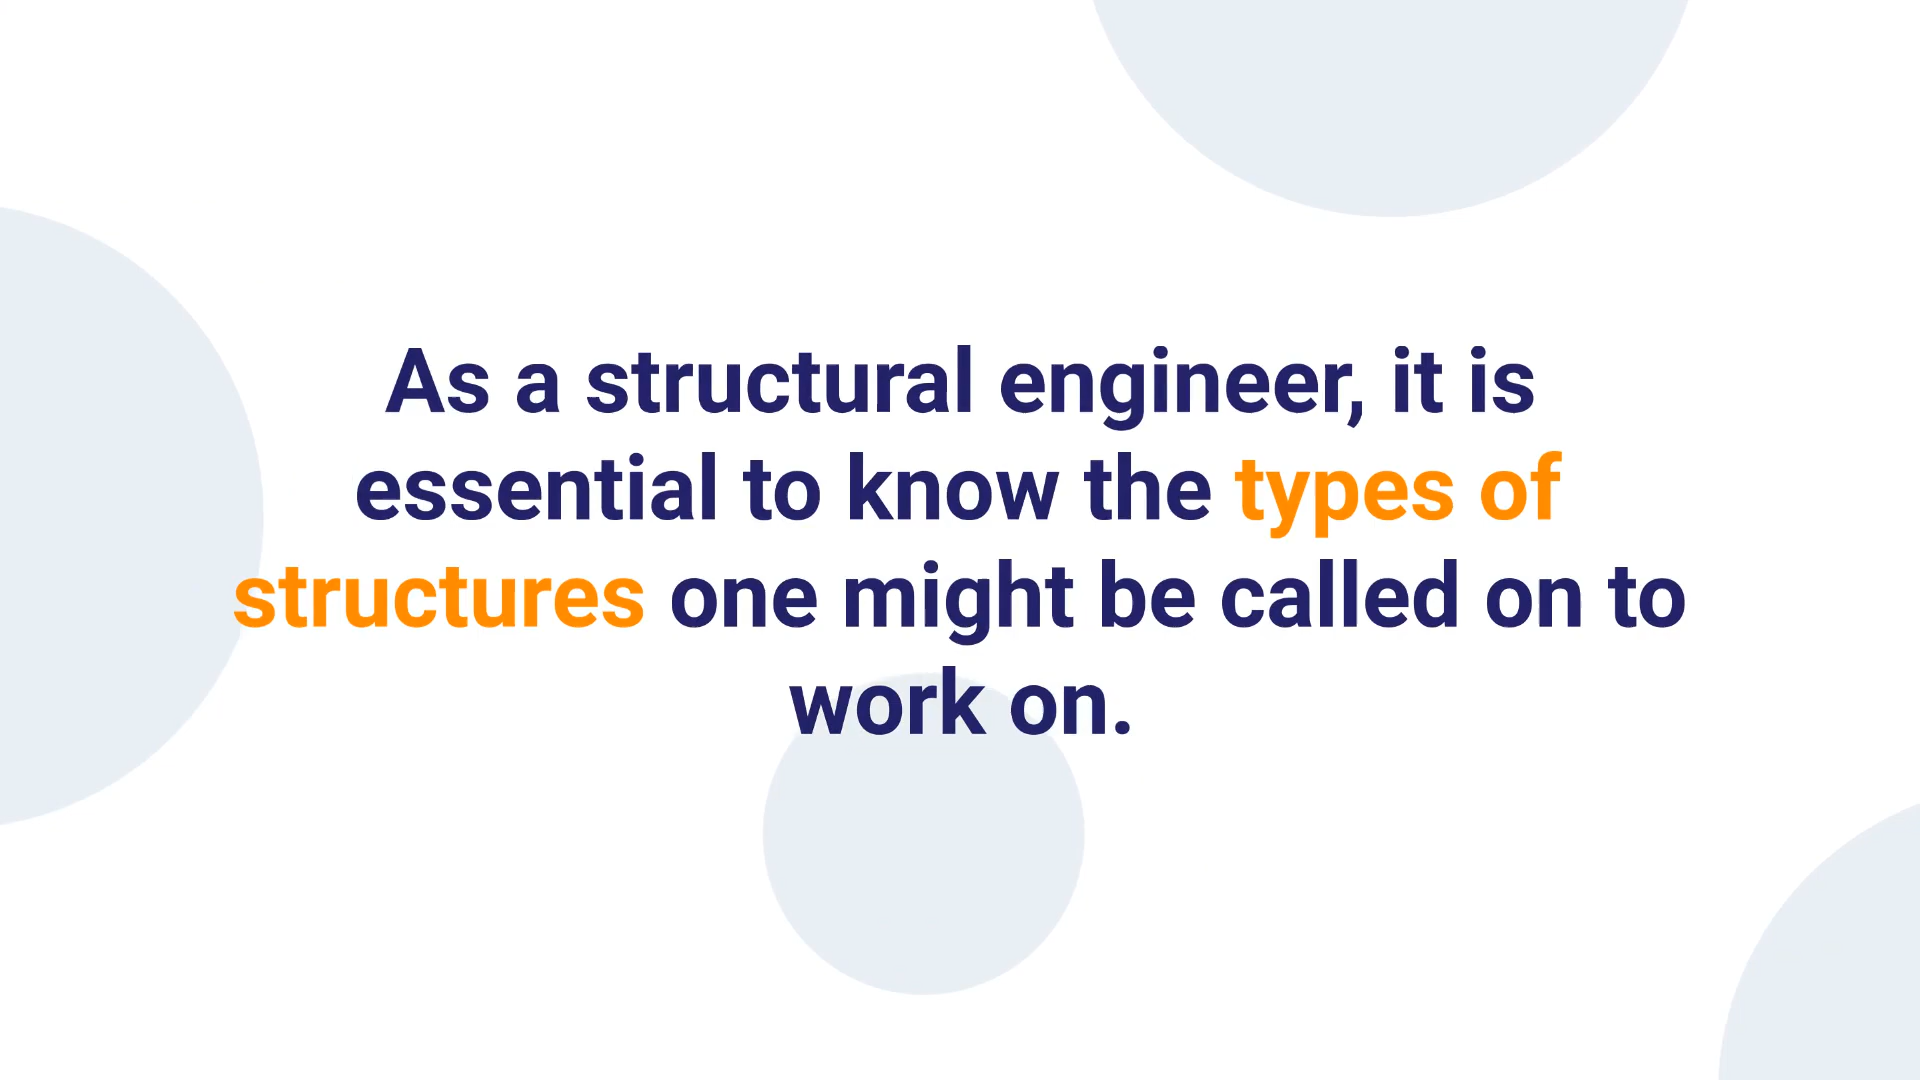 As a structural engineer, it is
essential to know the types of
structures one might be called on to
work on.